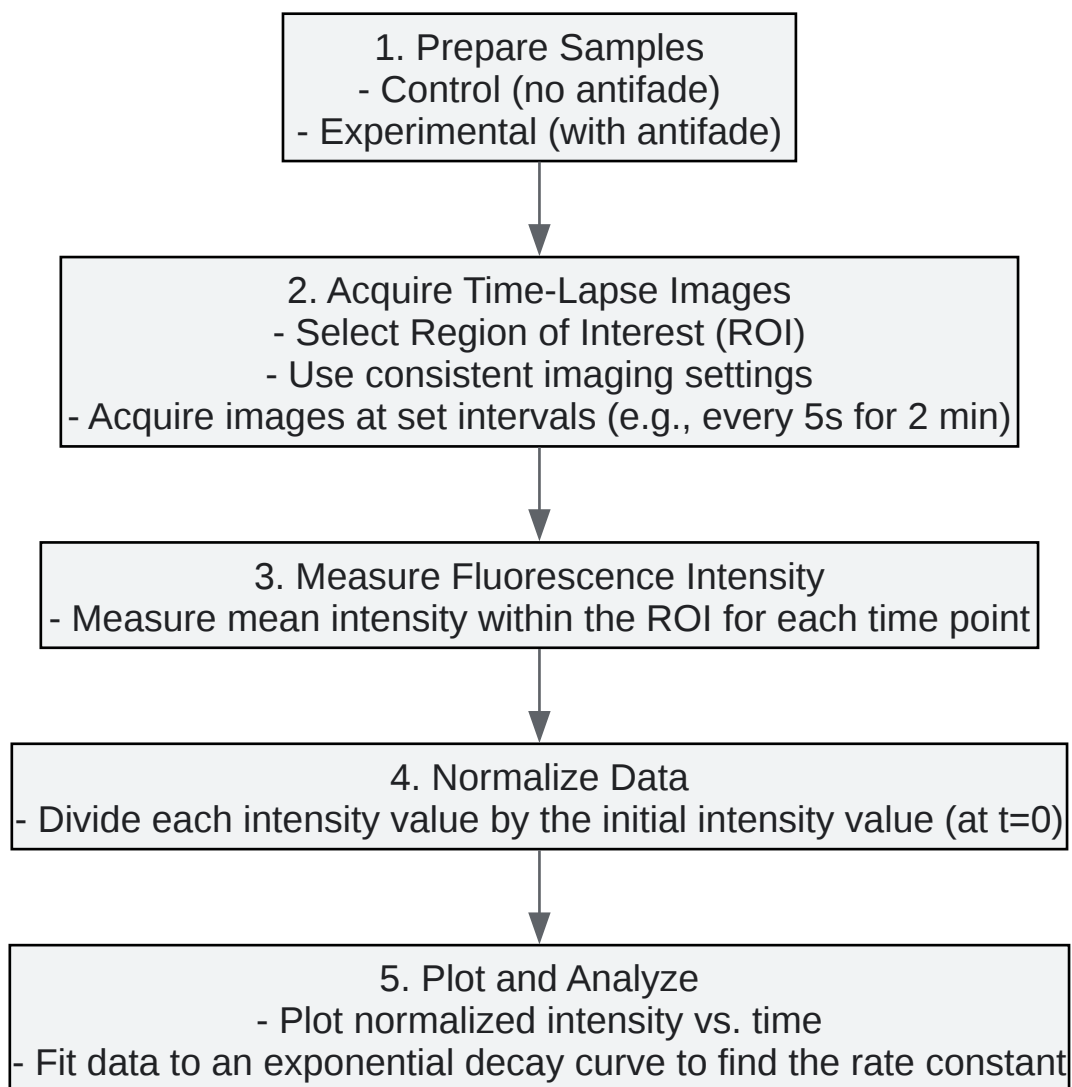 1. Prepare Samples
- Control (no antifade)
- Experimental (with antifade)
2. Acquire Time-Lapse Images
- Select Region of Interest (ROI)
- Use consistent imaging settings
- Acquire images at set intervals (e.g., every 5s for 2 min)
3. Measure Fluorescence Intensity
- Measure mean intensity within the ROI for each time point
4. Normalize Data
- Divide each intensity value by the initial intensity value (at t=0)
5. Plot and Analyze
- Plot normalized intensity vs. time
- Fit data to an exponential decay curve to find the rate constant